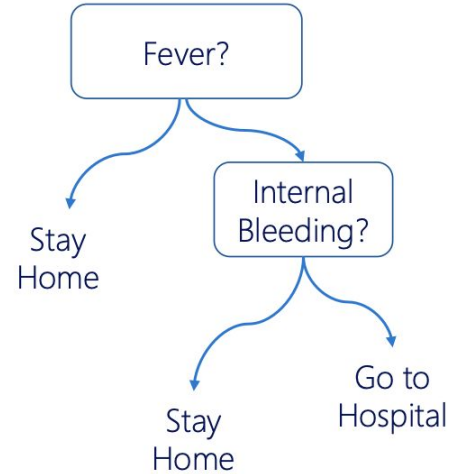 Fever?
Internal
Bleeding?
Stay
Home
Go to
Hospital
Stay
Home